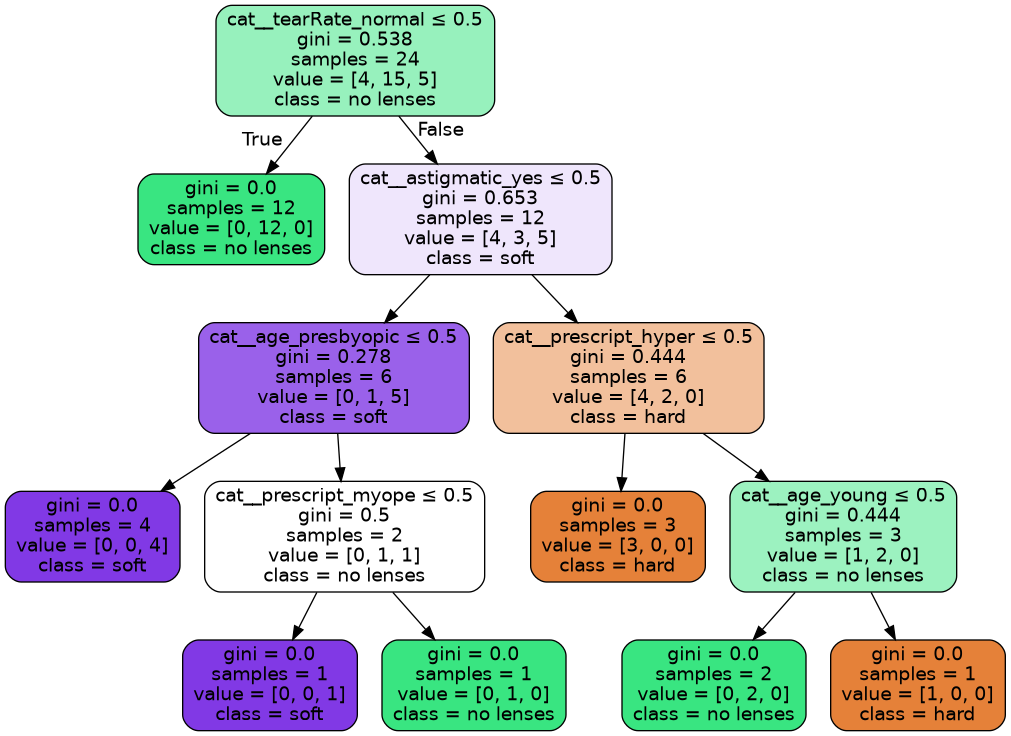 cat__tearRate_normal ≤ 0.5
gini = 0.538
samples = 24
value = [4, 15, 5]
class = no lenses
True
False
gini = 0.0
samples = 12
value = [0, 12, 0]
class = no lenses
cat__astigmatic_yes ≤ 0.5
gini = 0.653
samples = 12
value = [4, 3, 5]
class = soft
cat__age_presbyopic ≤ 0.5
gini = 0.278
samples = 6
value = [0, 1, 5]
class = soft
cat__prescript_hyper ≤ 0.5
gini = 0.444
samples = 6
value = [4, 2, 0]
class = hard
gini = 0.0
samples = 4
value = [0, 0, 4]
class = soft
cat__prescript_myope ≤ 0.5
gini = 0.5
samples = 2
value = [0, 1, 1]
class = no lenses
gini = 0.0
samples = 3
value = [3, 0, 0]
class = hard
cat__age_young ≤ 0.5
gini = 0.444
samples = 3
value = [1, 2, 0]
class = no lenses
gini = 0.0
samples = 1
value = [0, 0, 1]
class = soft
gini = 0.0
samples = 1
value = [0, 1, 0]
class = no lenses
gini = 0.0
samples = 2
value = [0, 2, 0]
class = no lenses
gini = 0.0
samples = 1
value = [1, 0, 0]
class = hard